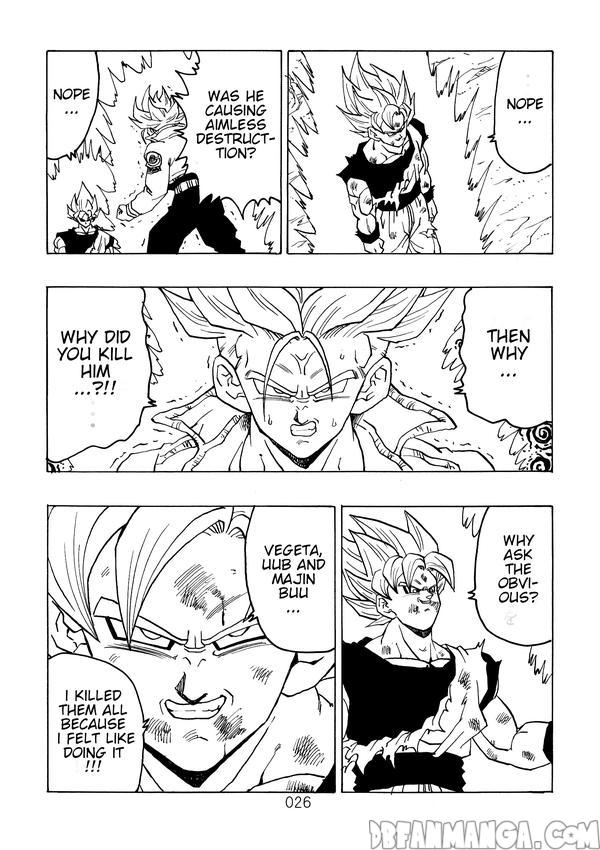 NOPE
...
WAS HE
CAUSING
AIMLESS
DESTRUCT-
TION?
NOPE
...
THEN
WHY
...
WHY DID
YOU KILL
HIM
...?!!
WHY
ASK
THE
OBVI-
OUS?
VEGETA,
UUB AND
MAJIN
BUU
...
I KILLED
THEM ALL
BECAUSE
I FELT LIKE
DOING IT
!!!
026
DBFANMANGA.COM